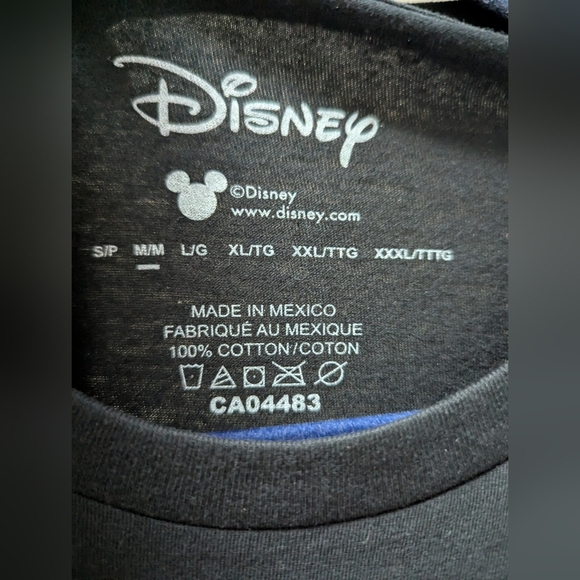 Disney
©Disney
www.disney.com
S/P M/M L/G XL/TG XXL/TTG XXXL/TTTG
MADE IN MEXICO
FABRIQUÉ AU MEXIQUE
100% COTTON/COTON
CA04483